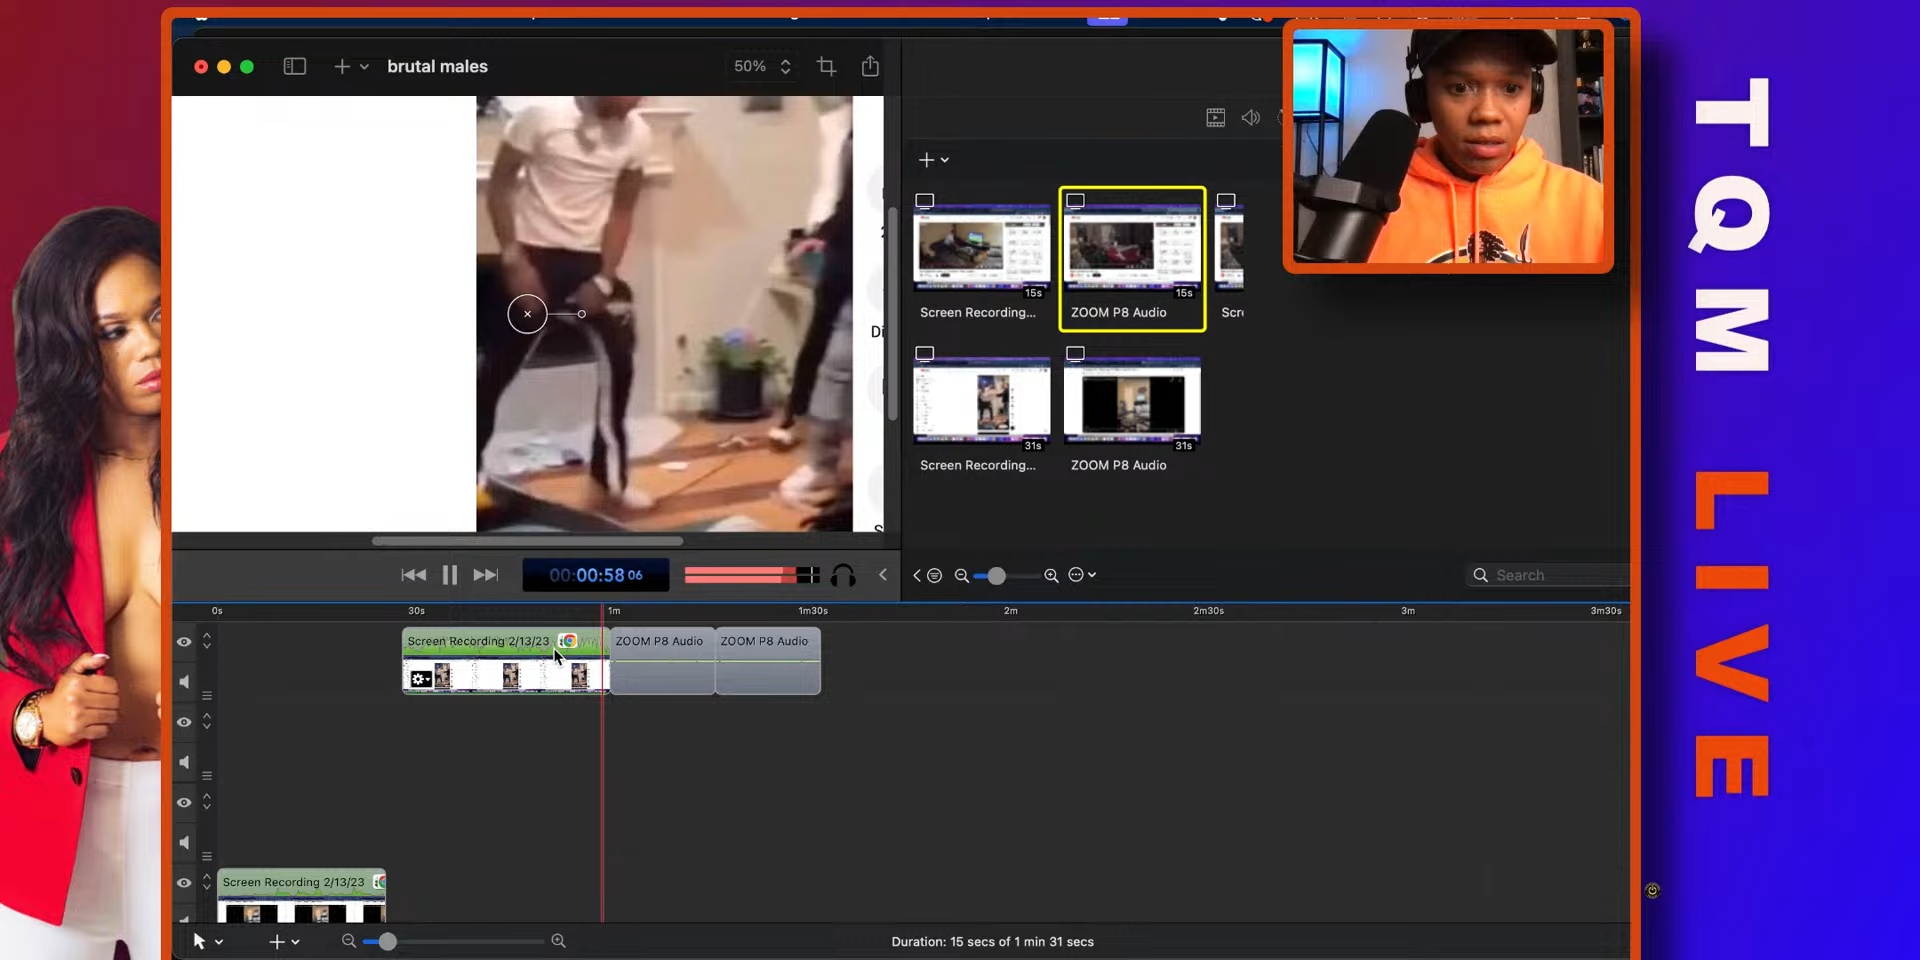 brutal males
50%
15s
15s
Screen Recording...
ZOOM P8 Audio
Scre
31s
31s
Screen Recording...
ZOOM P8 Audio
Di
S
00:00:58 06
Search
0s
30s
1m
1m30s
2m
2m30s
3m
3m30s
Screen Recording 2/13/23
ZOOM P8 Audio
ZOOM P8 Audio
Screen Recording 2/13/23
Duration: 15 secs of 1 min 31 secs
TQM LIVE